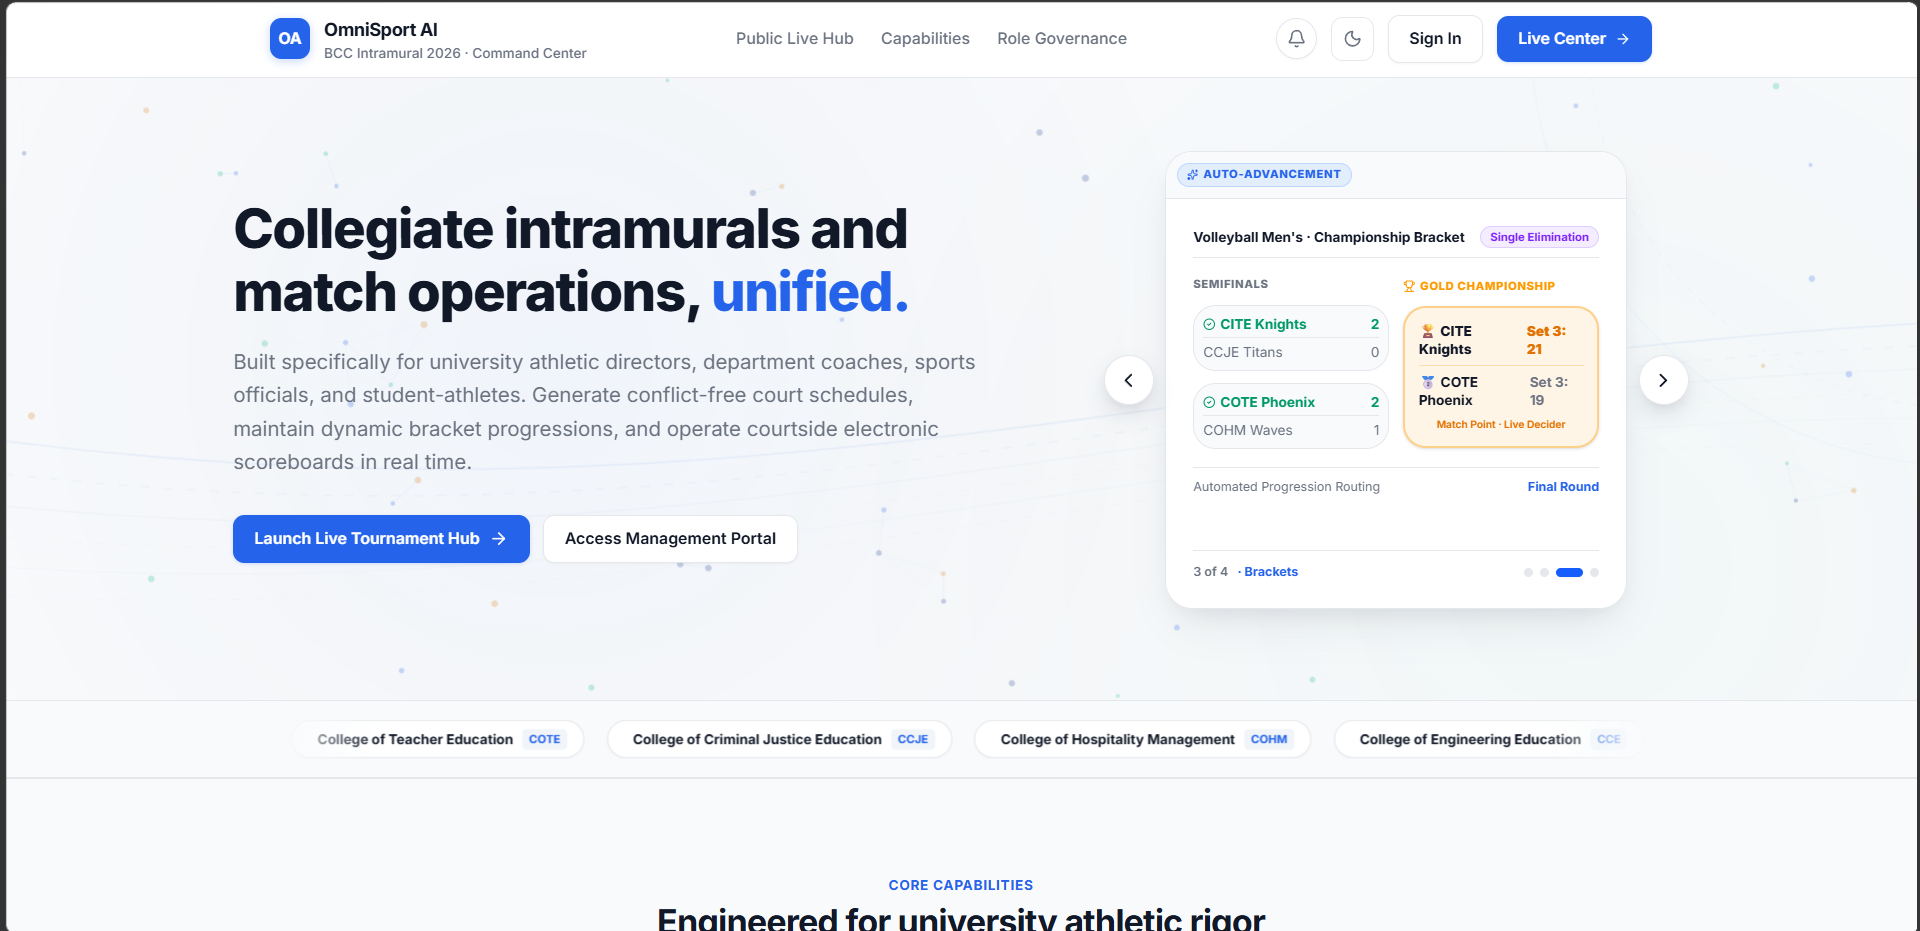 OA
OmniSport AI
BCC Intramural 2026 · Command Center
Public Live Hub
Capabilities
Role Governance
Sign In
Live Center →
Collegiate intramurals and
match operations, unified.
Built specifically for university athletic directors, department coaches, sports
officials, and student-athletes. Generate conflict-free court schedules,
maintain dynamic bracket progressions, and operate courtside electronic
scoreboards in real time.
Launch Live Tournament Hub →
Access Management Portal
AUTO-ADVANCEMENT
Volleyball Men's · Championship Bracket
Single Elimination
SEMIFINALS
CITE Knights 2
CCJE Titans 0
COTE Phoenix 2
COHM Waves 1
GOLD CHAMPIONSHIP
CITE
Knights
Set 3:
21
COTE
Phoenix
Set 3:
19
Match Point · Live Decider
Automated Progression Routing
Final Round
3 of 4 · Brackets
College of Teacher Education COTE
College of Criminal Justice Education CCJE
College of Hospitality Management COHM
College of Engineering Education CCE
CORE CAPABILITIES
Engineered for university athletic rigor